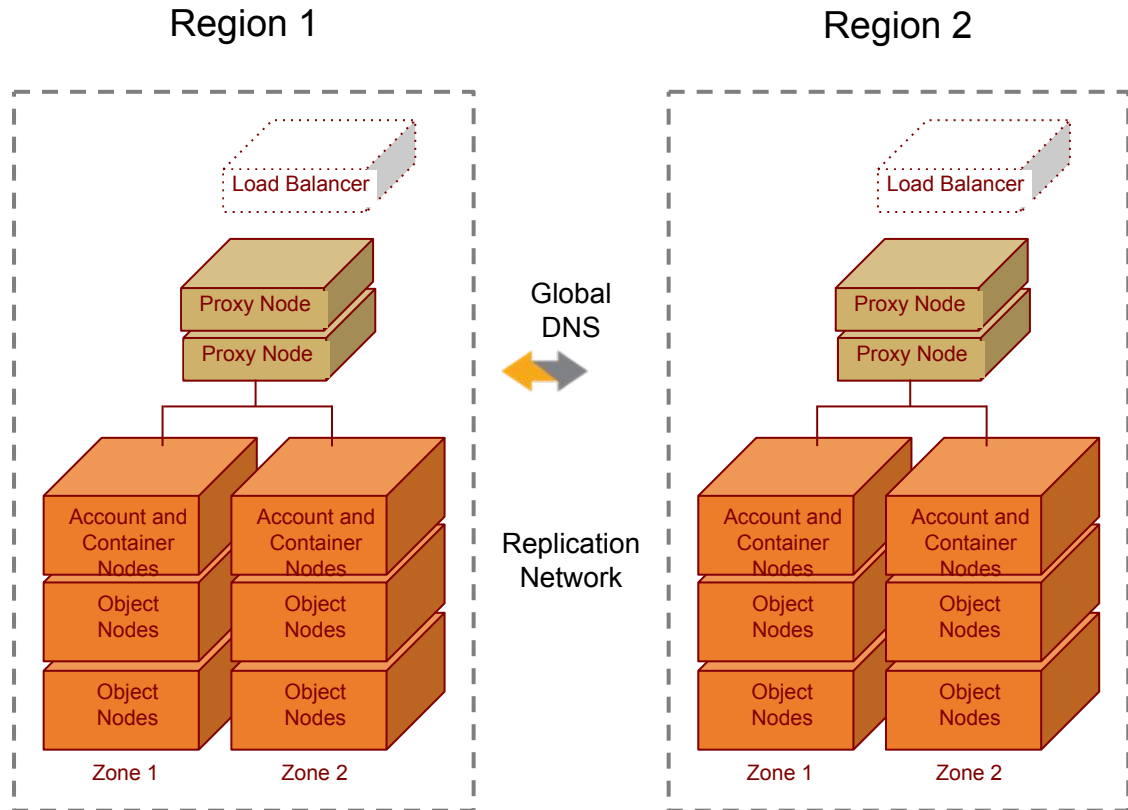 Region 1
Load Balancer
Proxy Node
Proxy Node
Account and
Container
Nodes
Account and
Container
Nodes
Object
Nodes
Object
Nodes
Object
Nodes
Object
Nodes
Zone 1
Zone 2
Global
DNS
Replication
Network
Region 2
Load Balancer
Proxy Node
Proxy Node
Account and
Container
Nodes
Account and
Container
Nodes
Object
Nodes
Object
Nodes
Object
Nodes
Object
Nodes
Zone 1
Zone 2